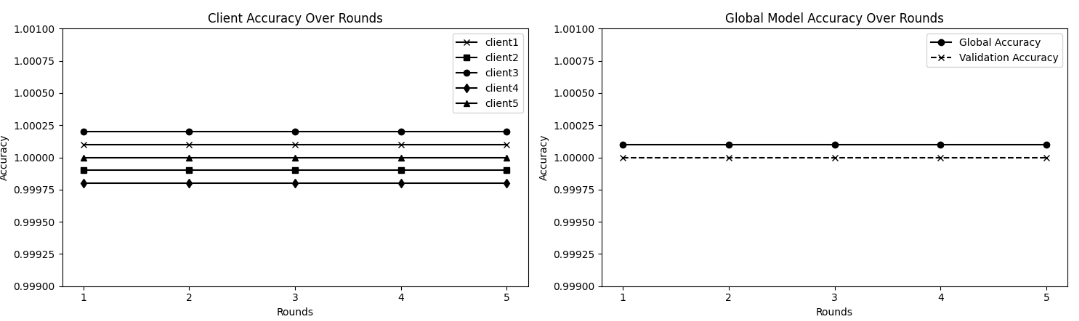 Client Accuracy Over Rounds
1.00100
1.00075
1.00050
1.00025
1.00000
0.99975
0.99950
0.99925
0.99900
Accuracy
client1
client2
client3
client4
client5
1 2 3 4 5
Rounds
Global Model Accuracy Over Rounds
1.00100
1.00075
1.00050
1.00025
1.00000
0.99975
0.99950
0.99925
0.99900
Accuracy
Global Accuracy
Validation Accuracy
1 2 3 4 5
Rounds